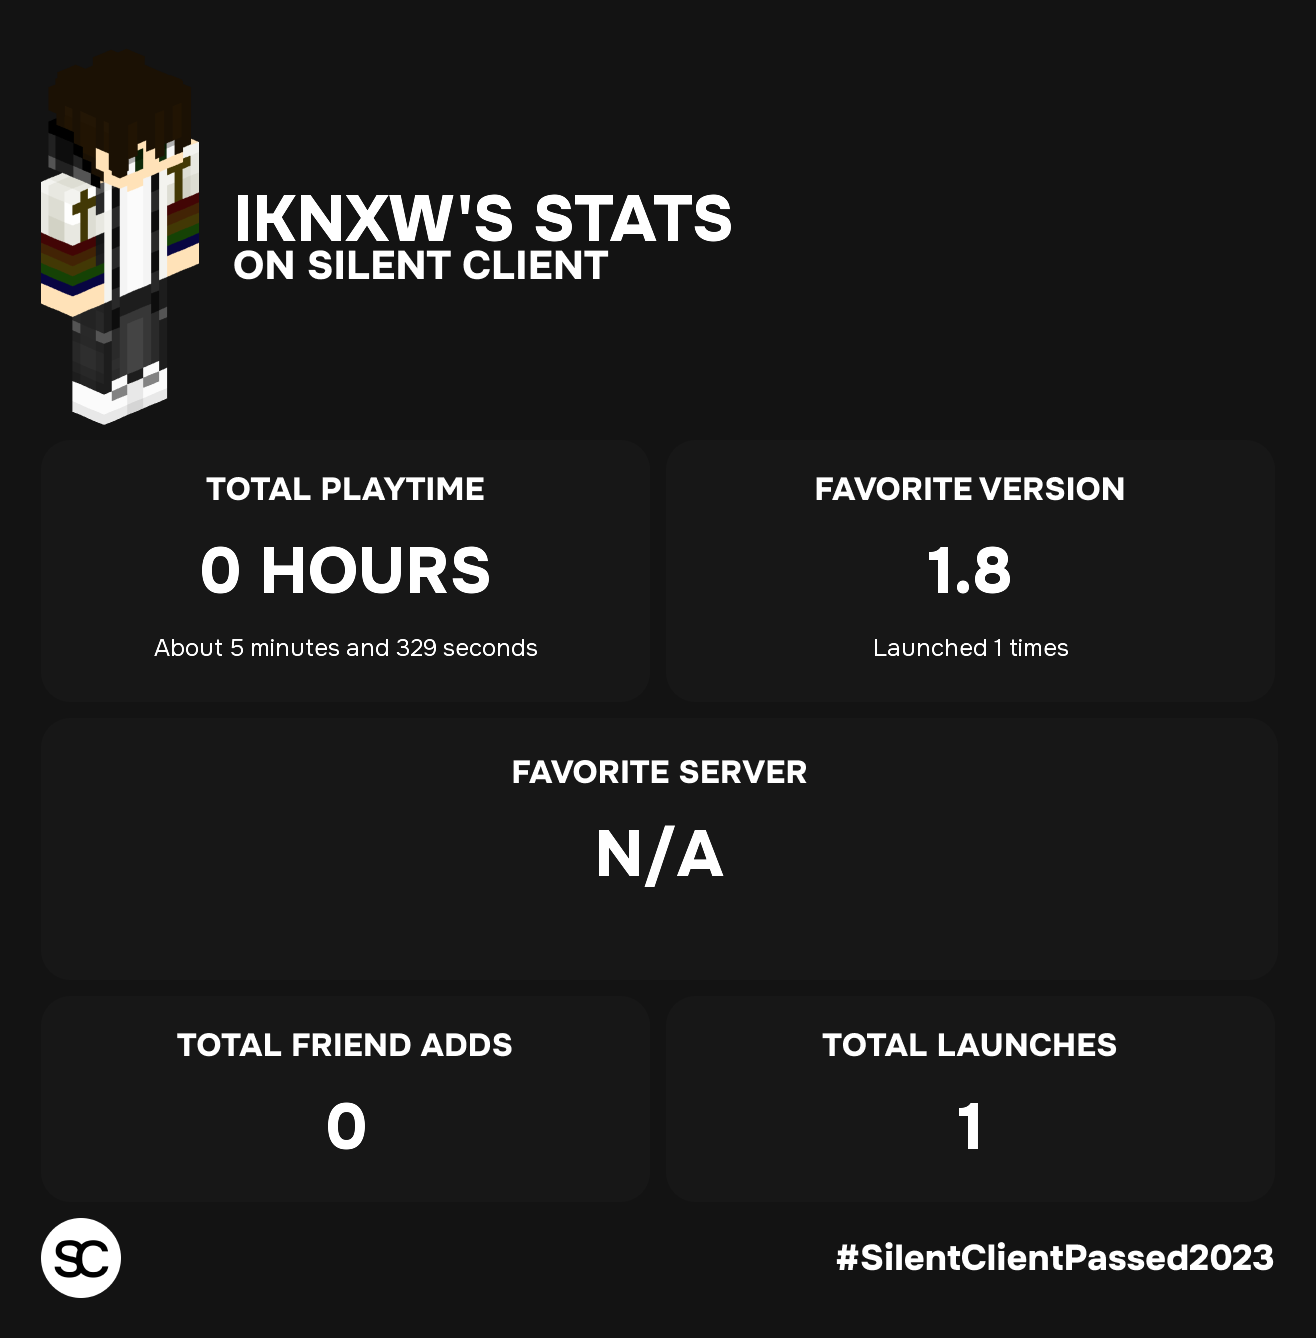 IKNXW'S STATS
ON SILENT CLIENT
TOTAL PLAYTIME
0 HOURS
About 5 minutes and 329 seconds
FAVORITE VERSION
1.8
Launched 1 times
FAVORITE SERVER
N/A
TOTAL FRIEND ADDS
0
TOTAL LAUNCHES
1
SC
#SilentClientPassed2023